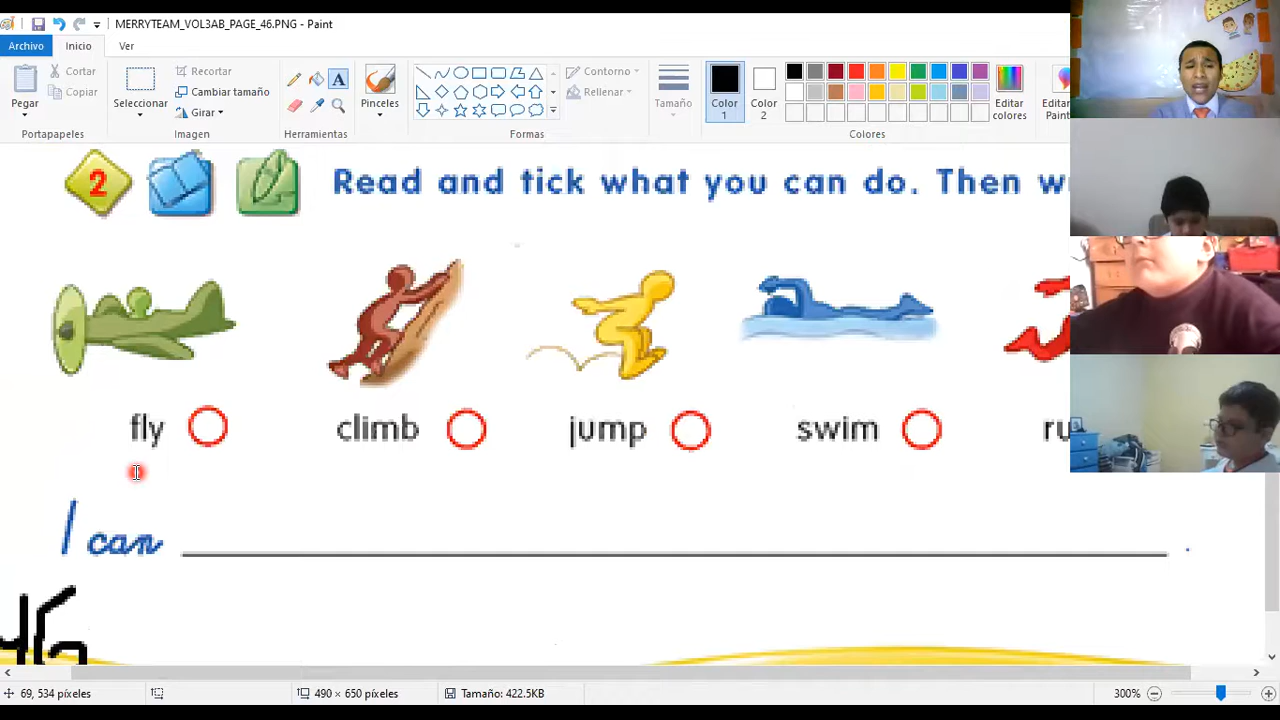 MERRYTEAM_VOL3AB_PAGE_46.PNG - Paint
Archivo Inicio Ver
Pegar
Cortar
Copiar
Portapapeles
Seleccionar
Recortar
Cambiar tamaño
Girar
Imagen
A
Herramientas
Pinceles
Contorno
Rellenar
Formas
Tamaño
Color 1
Color 2
Editar colores
Editar
Colores
2 Read and tick what you can do. Then
fly climb jump swim
I can .
69, 534 píxeles 490 × 650 píxeles Tamaño: 422.5KB 300%